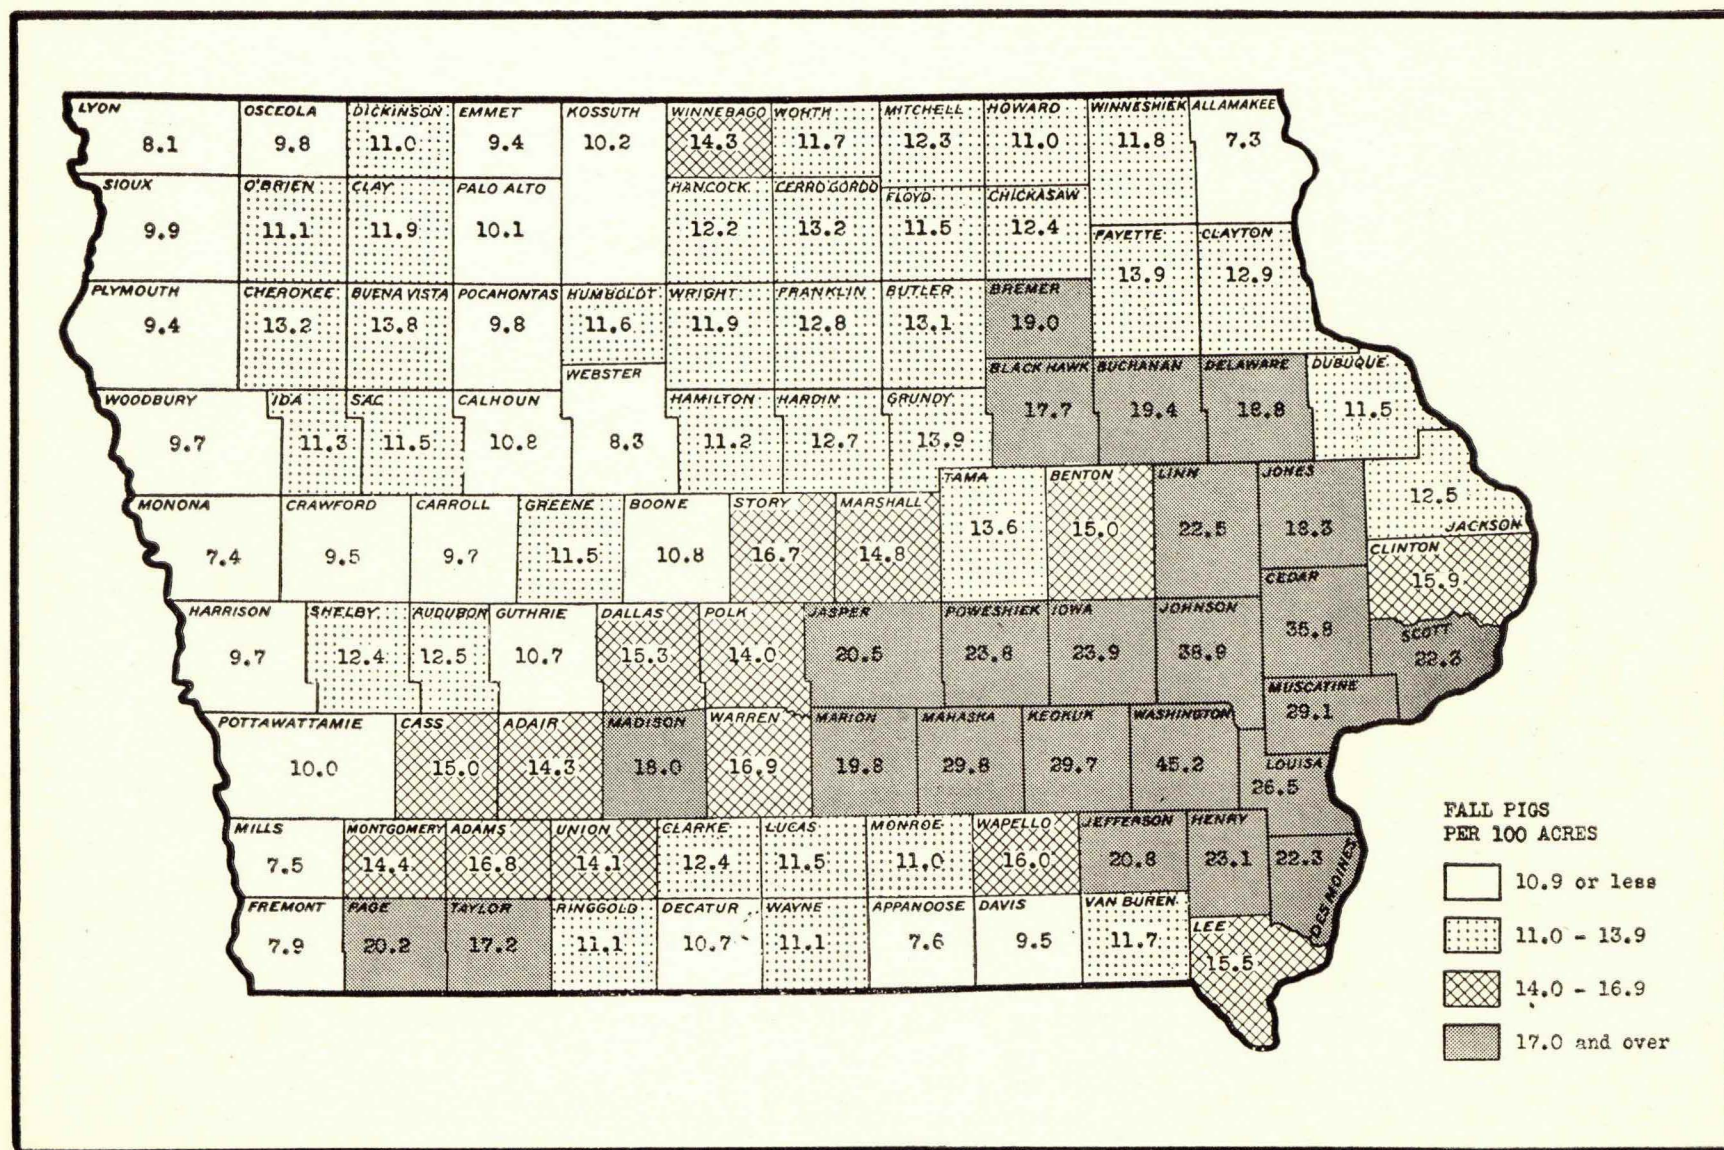 LYON
8.1
OSCEOLA
9.8
DICKINSON
11.0
EMMET
9.4
KOSSUTH
10.2
WINNEBAGO
14.3
WORTH
11.7
MITCHELL
12.3
HOWARD
11.0
WINNESHIEK
11.8
ALLAMAKEE
7.3
SIOUX
9.9
O'BRIEN
11.1
CLAY
11.9
PALO ALTO
10.1
HANCOCK
12.2
CERRO GORDO
13.2
FLOYD
11.5
CHICKASAW
12.4
FAYETTE
13.9
CLAYTON
12.9
PLYMOUTH
9.4
CHEROKEE
13.2
BUENA VISTA
13.8
POCAHONTAS
9.8
HUMBOLDT
11.6
WRIGHT
11.9
FRANKLIN
12.8
BUTLER
13.1
BREMER
19.0
WOODBURY
9.7
IDA
11.3
SAC
11.5
CALHOUN
10.8
WEBSTER
8.3
HAMILTON
11.2
HARDIN
12.7
GRUNDY
13.9
BLACK HAWK
17.7
BUCHANAN
19.4
DELAWARE
18.8
DUBUQUE
11.5
MONONA
7.4
CRAWFORD
9.5
CARROLL
9.7
GREENE
11.5
BOONE
10.8
STORY
16.7
MARSHALL
14.8
TAMA
13.6
BENTON
15.0
LINN
22.5
JONES
18.3
12.5
JACKSON
CLINTON
15.9
HARRISON
9.7
SHELBY
12.4
AUDUBON
12.5
GUTHRIE
10.7
DALLAS
15.3
POLK
14.0
JASPER
20.5
POWESHIEK
23.8
IOWA
23.9
JOHNSON
38.9
CEDAR
35.8
SCOTT
22.3
MUSCATINE
29.1
POTTAWATTAMIE
10.0
CASS
15.0
ADAIR
14.3
MADISON
18.0
WARREN
16.9
MARION
19.8
MAHASKA
29.8
KEOKUK
29.7
WASHINGTON
45.2
LOUISA
26.5
MILLS
7.5
MONTGOMERY
14.4
ADAMS
16.8
UNION
14.1
CLARKE
12.4
LUCAS
11.5
MONROE
11.0
WAPELLO
16.0
JEFFERSON
20.8
HENRY
23.1
22.3
DES MOINES
FREMONT
7.9
PAGE
20.2
TAYLOR
17.2
RINGGOLD
11.1
DECATUR
10.7
WAYNE
11.1
APPANOOSE
7.6
DAVIS
9.5
VAN BUREN
11.7
LEE
15.5
FALL PIGS
PER 100 ACRES
10.9 or less
11.0 - 13.9
14.0 - 16.9
17.0 and over